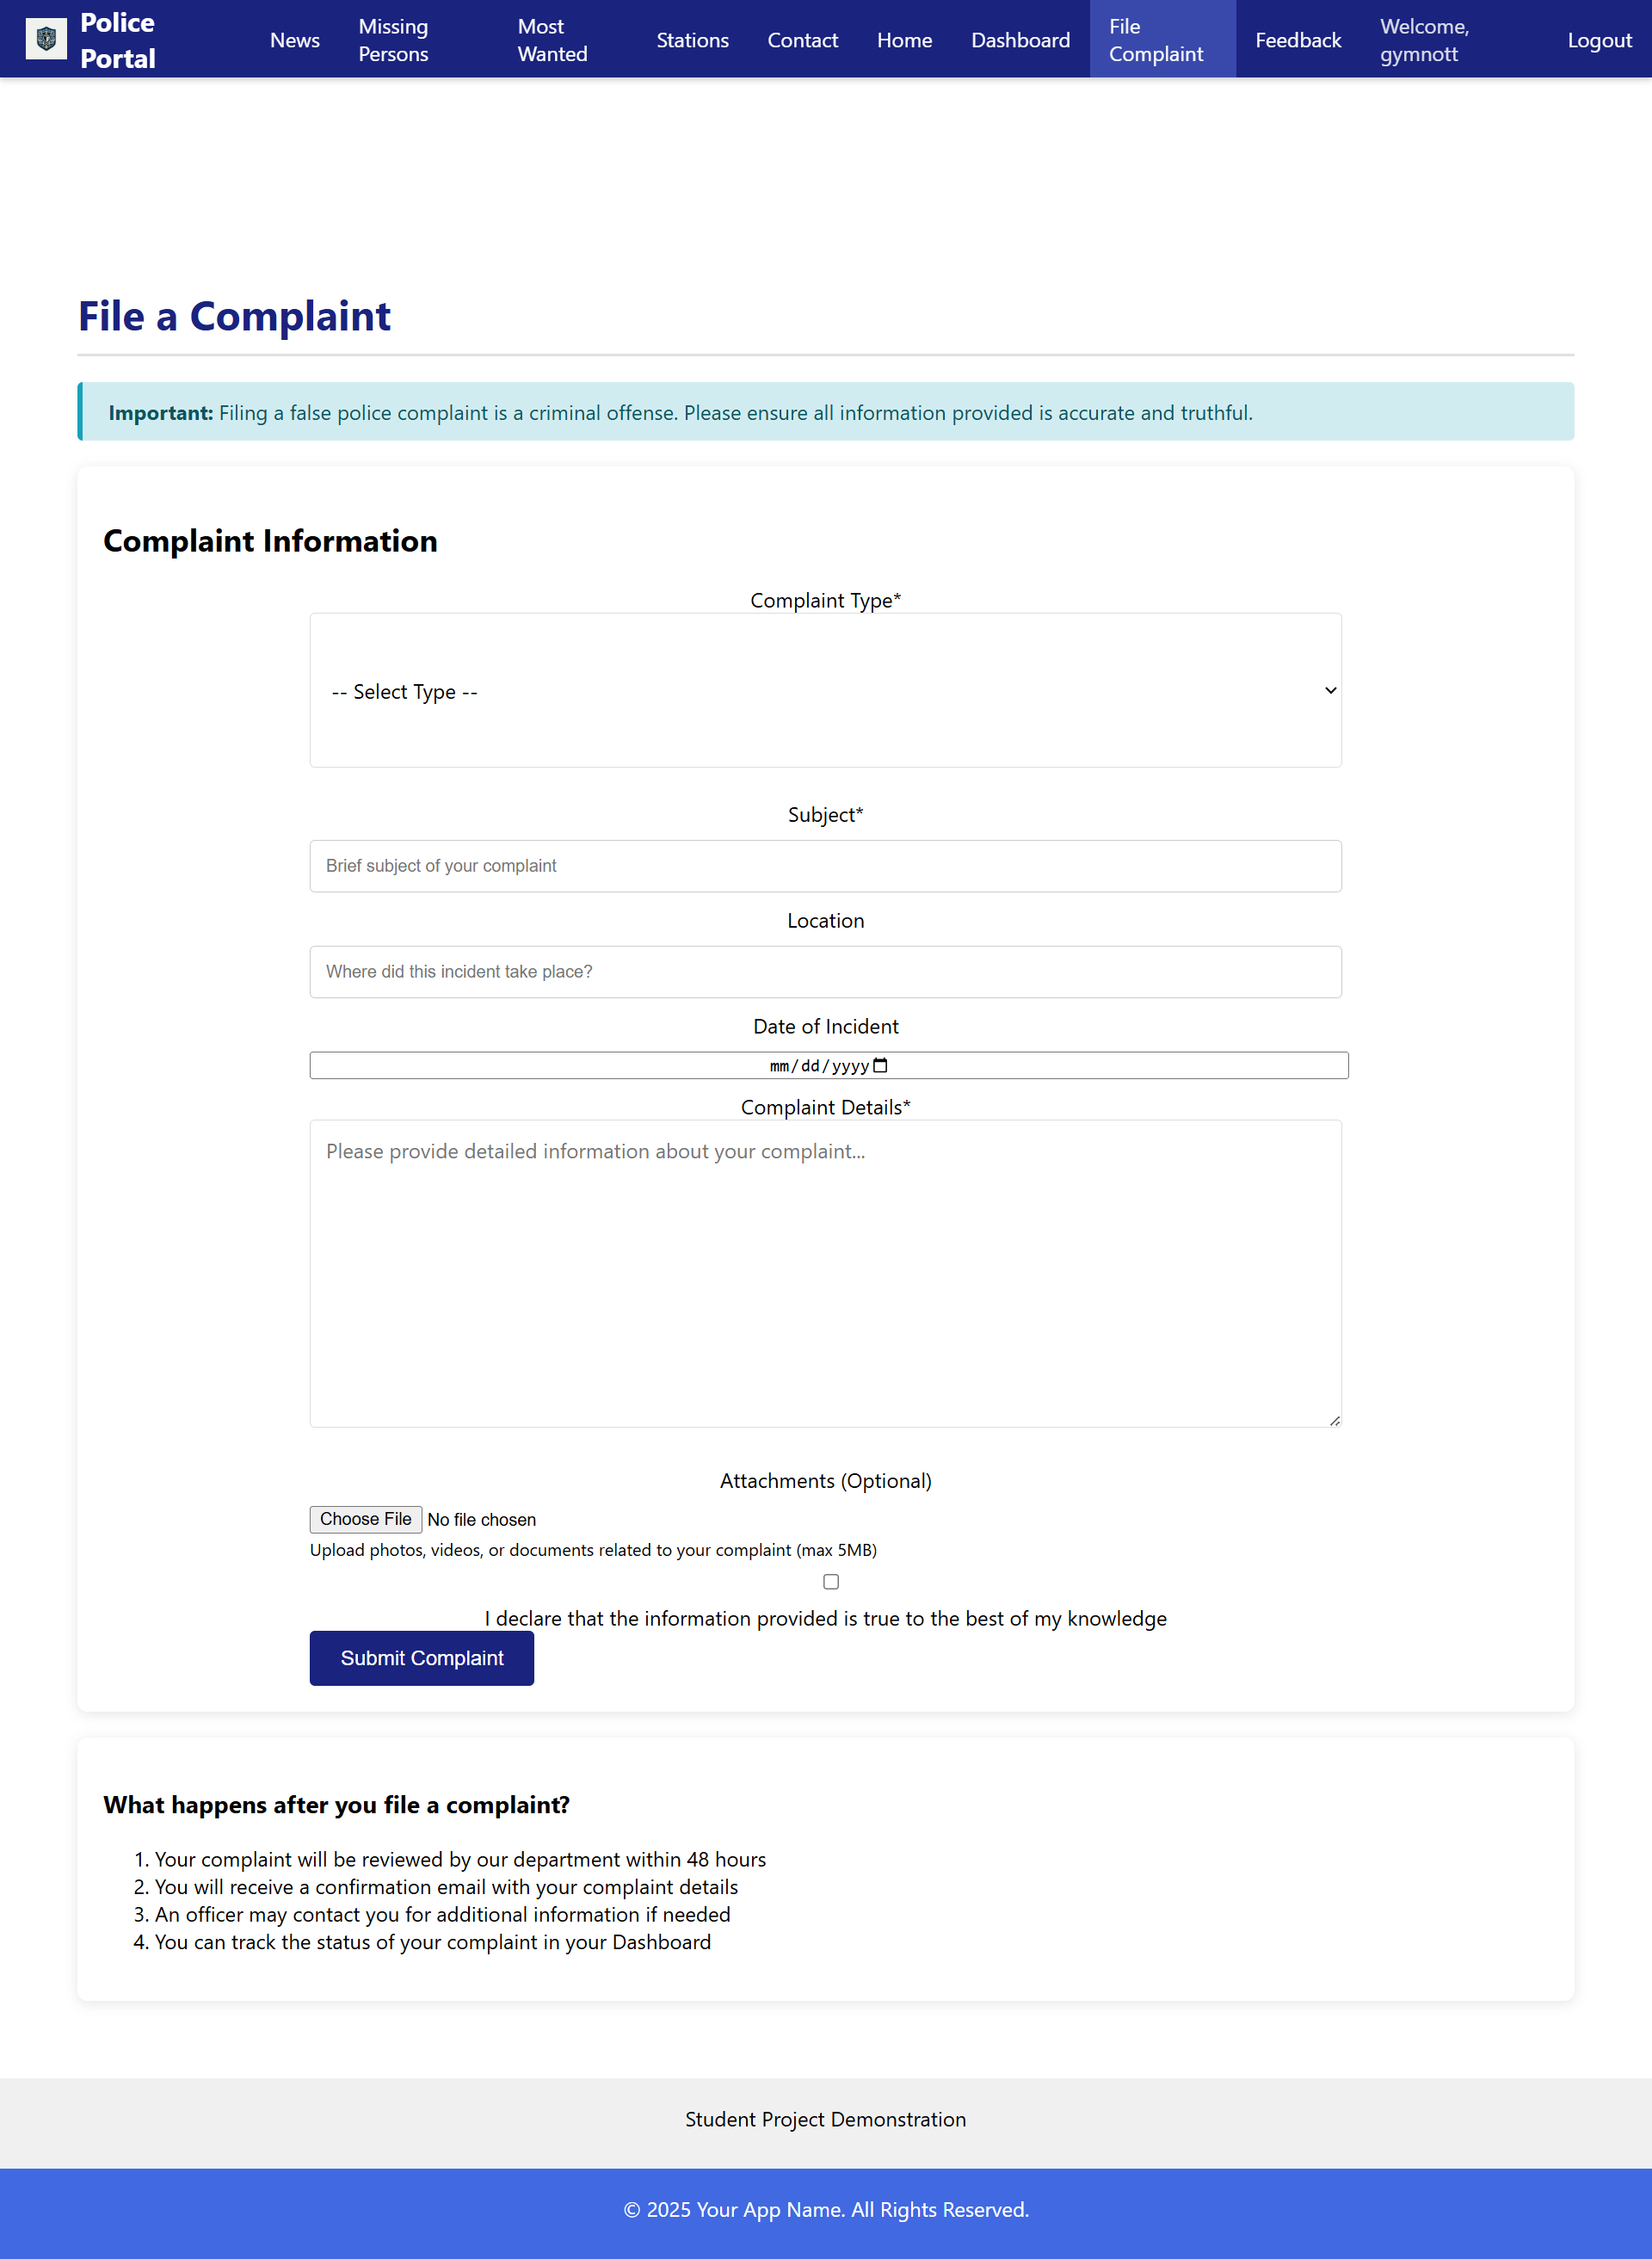 Police
Portal
News
Missing
Persons
Most
Wanted
Stations
Contact
Home
Dashboard
File
Complaint
Feedback
Welcome,
gymnott
Logout
File a Complaint
Important: Filing a false police complaint is a criminal offense. Please ensure all information provided is accurate and truthful.
Complaint Information
Complaint Type*
-- Select Type --
Subject*
Brief subject of your complaint
Location
Where did this incident take place?
Date of Incident
mm/dd/yyyy
Complaint Details*
Please provide detailed information about your complaint...
Attachments (Optional)
Choose File No file chosen
Upload photos, videos, or documents related to your complaint (max 5MB)
I declare that the information provided is true to the best of my knowledge
Submit Complaint
What happens after you file a complaint?
1. Your complaint will be reviewed by our department within 48 hours
2. You will receive a confirmation email with your complaint details
3. An officer may contact you for additional information if needed
4. You can track the status of your complaint in your Dashboard
Student Project Demonstration
© 2025 Your App Name. All Rights Reserved.